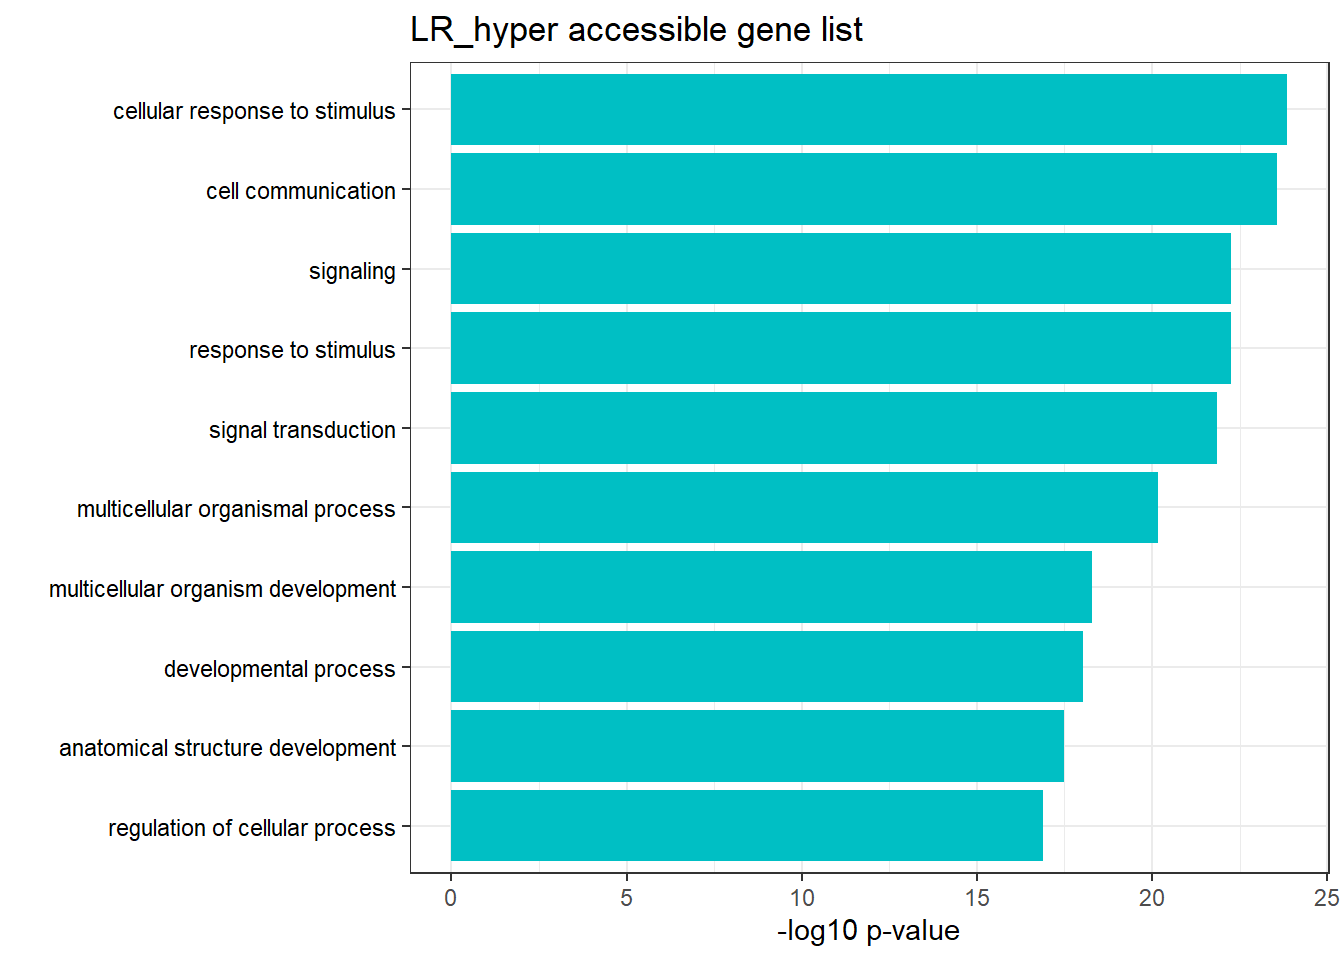 LR_hyper accessible gene list
cellular response to stimulus
cell communication
signaling
response to stimulus
signal transduction
multicellular organismal process
multicellular organism development
developmental process
anatomical structure development
regulation of cellular process
0 5 10 15 20 25
-log10 p-value